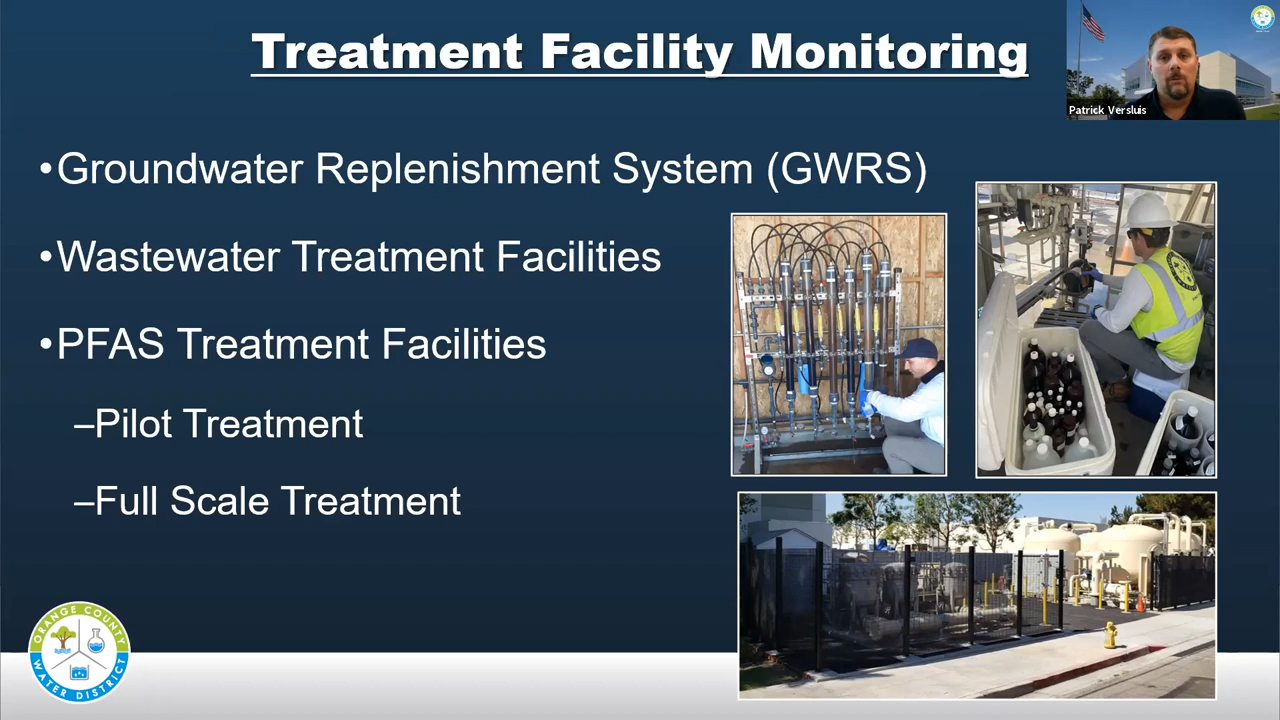 Treatment Facility Monitoring
Patrick Versluis
•Groundwater Replenishment System (GWRS)
•Wastewater Treatment Facilities
•PFAS Treatment Facilities
–Pilot Treatment
–Full Scale Treatment
ORANGE COUNTY
WATER DISTRICT